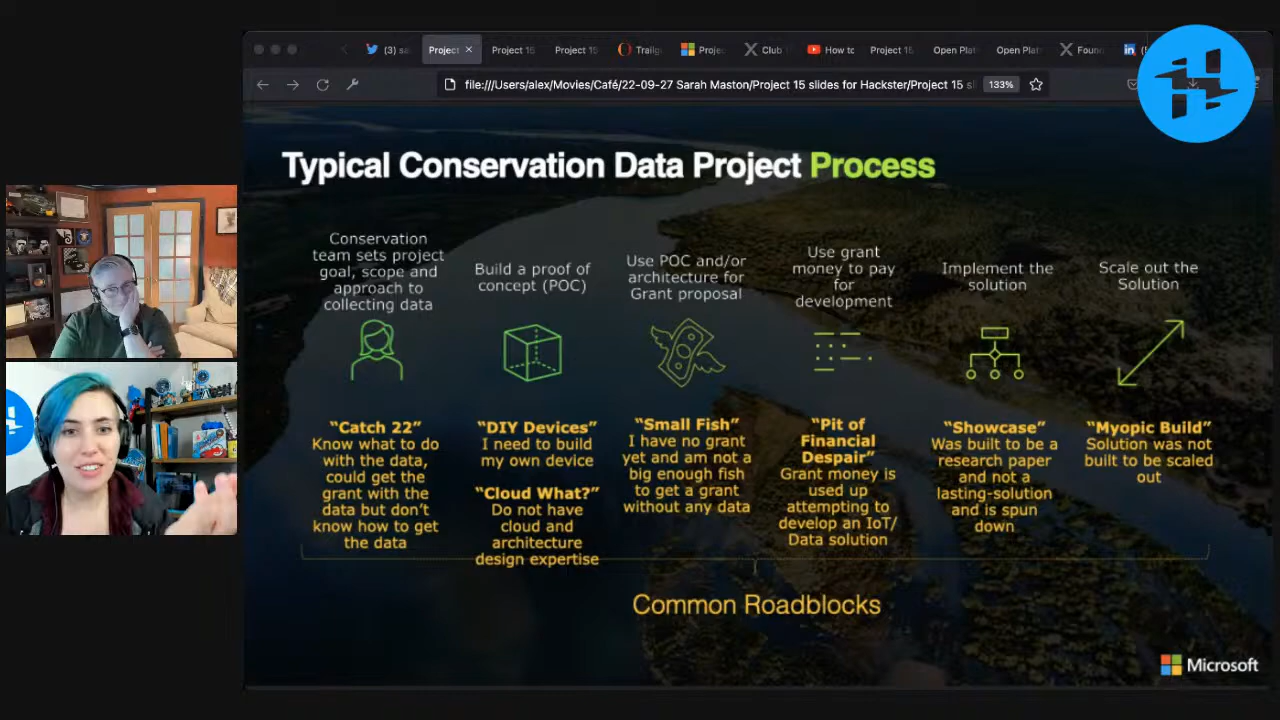 (3)
Project
Project 15
Project 15
Trailg
Proje
Club
How to
Project 15
Open Plat
Open Plat
Foun
file:///Users/alex/Movies/Café/22-09-27 Sarah Maston/Project 15 slides for Hackster/Project 15 s
133%
Typical Conservation Data Project Process
Conservation
team sets project
goal, scope and
approach to
collecting data
Build a proof of
concept (POC)
Use POC and/or
architecture for
Grant proposal
Use grant
money to pay
for
development
Implement the
solution
Scale out the
Solution
“Catch 22”
Know what to do
with the data,
could get the
grant with the
data but don’t
know how to get
the data
“DIY Devices”
I need to build
my own device
“Cloud What?”
Do not have
cloud and
architecture
design expertise
“Small Fish”
I have no grant
yet and am not a
big enough fish
to get a grant
without any data
“Pit of
Financial
Despair”
Grant money is
used up
attempting to
develop an IoT/
Data solution
“Showcase”
Was built to be a
research paper
and not a
lasting-solution
and is spun
down
“Myopic Build”
Solution was not
built to be scaled
out
Common Roadblocks
Microsoft